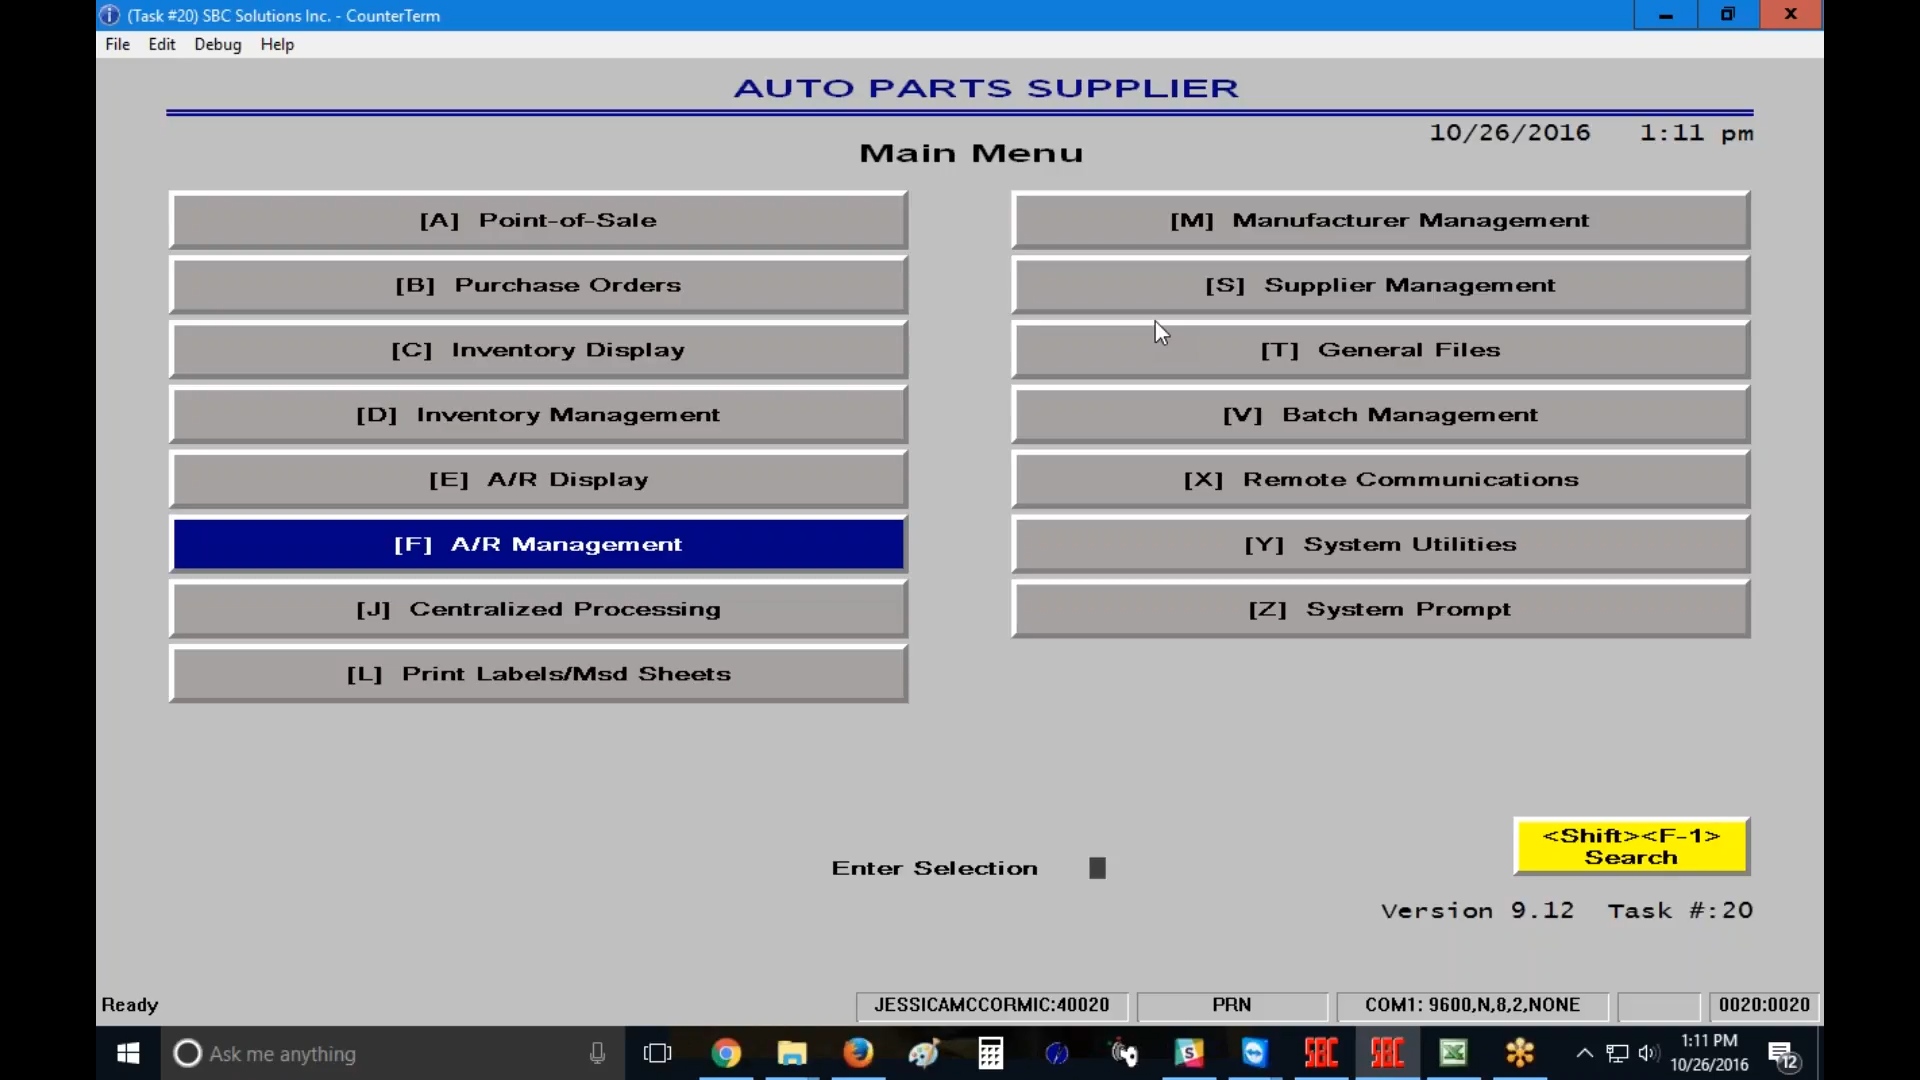 (Task #20) SBC Solutions Inc. - CounterTerm
File Edit Debug Help
AUTO PARTS SUPPLIER
10/26/2016 1:11 pm
Main Menu
[A] Point-of-Sale
[B] Purchase Orders
[C] Inventory Display
[D] Inventory Management
[E] A/R Display
[F] A/R Management
[J] Centralized Processing
[L] Print Labels/Msd Sheets
[M] Manufacturer Management
[S] Supplier Management
[T] General Files
[V] Batch Management
[X] Remote Communications
[Y] System Utilities
[Z] System Prompt
<Shift><F-1>
Search
Enter Selection
Version 9.12 Task #:20
Ready JESSICAMCCORMIC:40020 PRN COM1: 9600,N,8,2,NONE 0020:0020
Ask me anything
S
SBC
SBC
1:11 PM
10/26/2016
12